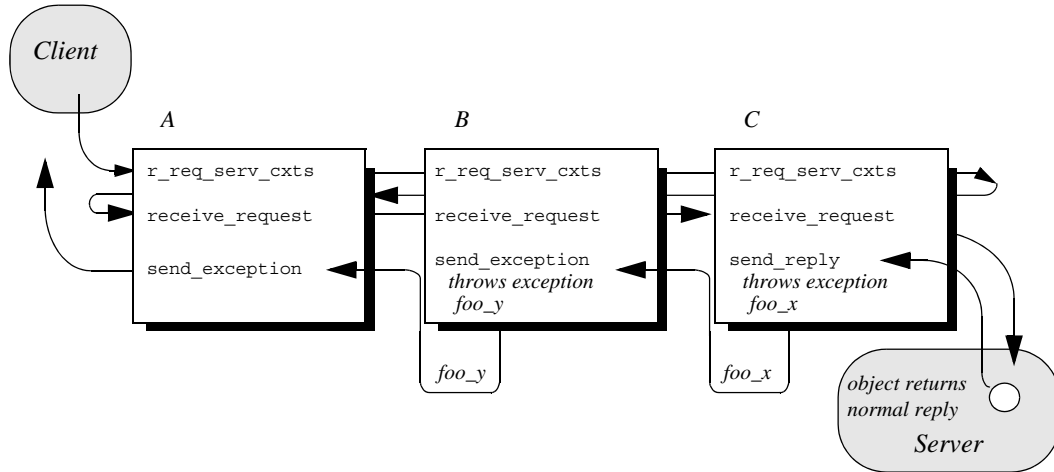 Client
A
B
C
r_req_serv_cxts
r_req_serv_cxts
r_req_serv_cxts
receive_request
receive_request
receive_request
send_exception
send_exception
throws exception
foo_y
send_reply
throws exception
foo_x
foo_y
foo_x
object returns
normal reply
Server